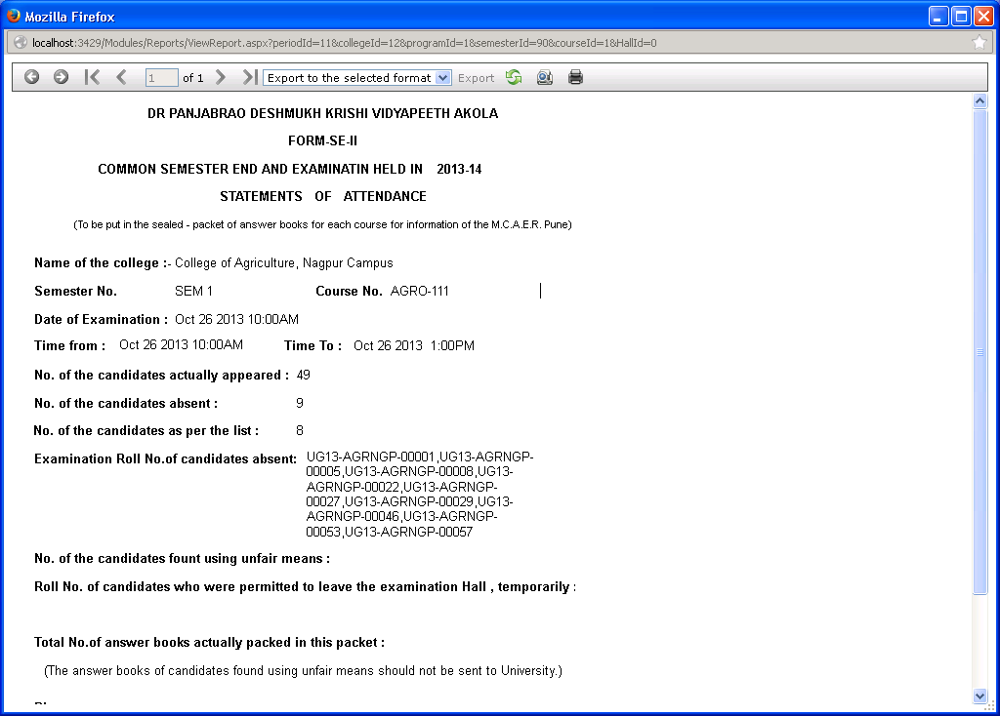 Mozilla Firefox
localhost:3429/Modules/Reports/ViewReport.aspx?periodId=11&collegeId=12&programId=1&semesterId=90&courseId=1&HallId=0
1 of 1 Export to the selected format Export
DR PANJABRAO DESHMUKH KRISHI VIDYAPEETH AKOLA
FORM-SE-II
COMMON SEMESTER END AND EXAMINATIN HELD IN 2013-14
STATEMENTS OF ATTENDANCE
(To be put in the sealed - packet of answer books for each course for information of the M.C.A.E.R. Pune)
Name of the college :- College of Agriculture, Nagpur Campus
Semester No. SEM 1 Course No. AGRO-111
Date of Examination : Oct 26 2013 10:00AM
Time from : Oct 26 2013 10:00AM Time To : Oct 26 2013 1:00PM
No. of the candidates actually appeared : 49
No. of the candidates absent : 9
No. of the candidates as per the list : 8
Examination Roll No.of candidates absent: UG13-AGRNGP-00001,UG13-AGRNGP-
00005,UG13-AGRNGP-00008,UG13-
AGRNGP-00022,UG13-AGRNGP-
00027,UG13-AGRNGP-00029,UG13-
AGRNGP-00046,UG13-AGRNGP-
00053,UG13-AGRNGP-00057
No. of the candidates fount using unfair means :
Roll No. of candidates who were permitted to leave the examination Hall , temporarily :
Total No.of answer books actually packed in this packet :
(The answer books of candidates found using unfair means should not be sent to University.)